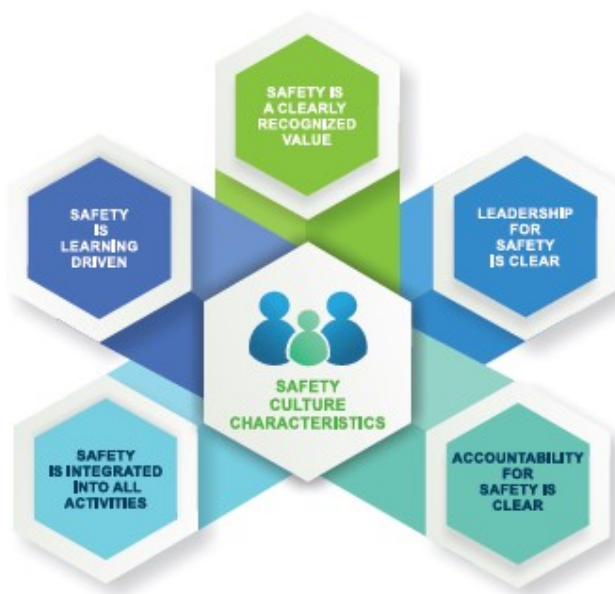 SAFETY IS
A CLEARLY
RECOGNIZED
VALUE
LEADERSHIP
FOR
SAFETY
IS CLEAR
ACCOUNTABILITY
FOR
SAFETY IS
CLEAR
SAFETY
IS INTEGRATED
INTO ALL
ACTIVITIES
SAFETY
IS
LEARNING
DRIVEN
SAFETY
CULTURE
CHARACTERISTICS